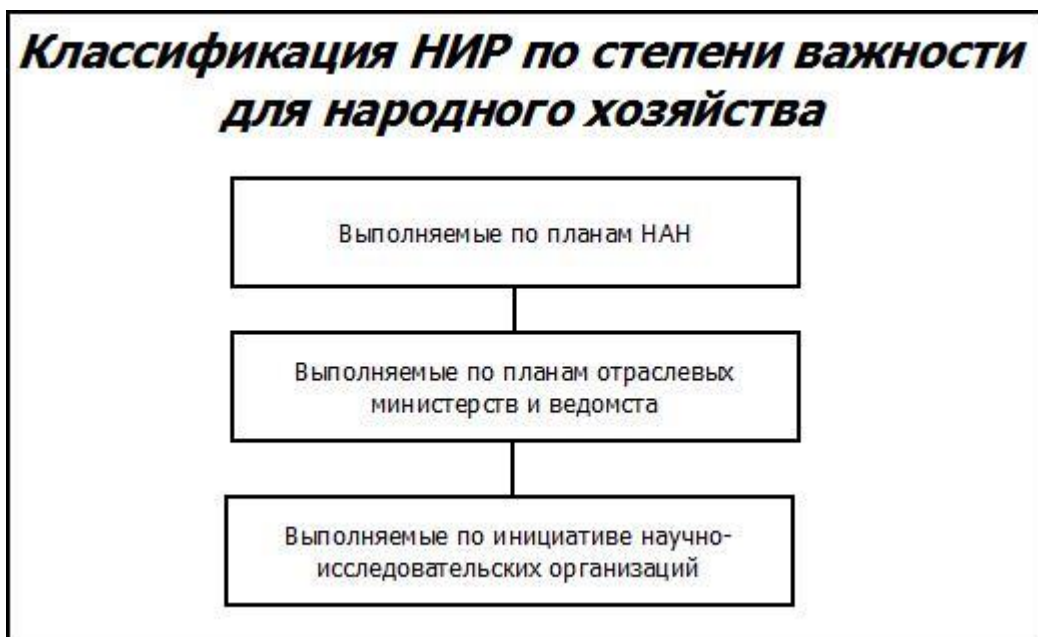 Классификация НИР по степени важности
для народного хозяйства
Выполняемые по планам НАН
Выполняемые по планам отраслевых
министерств и ведомста
Выполняемые по инициативе научно-
исследовательских организаций